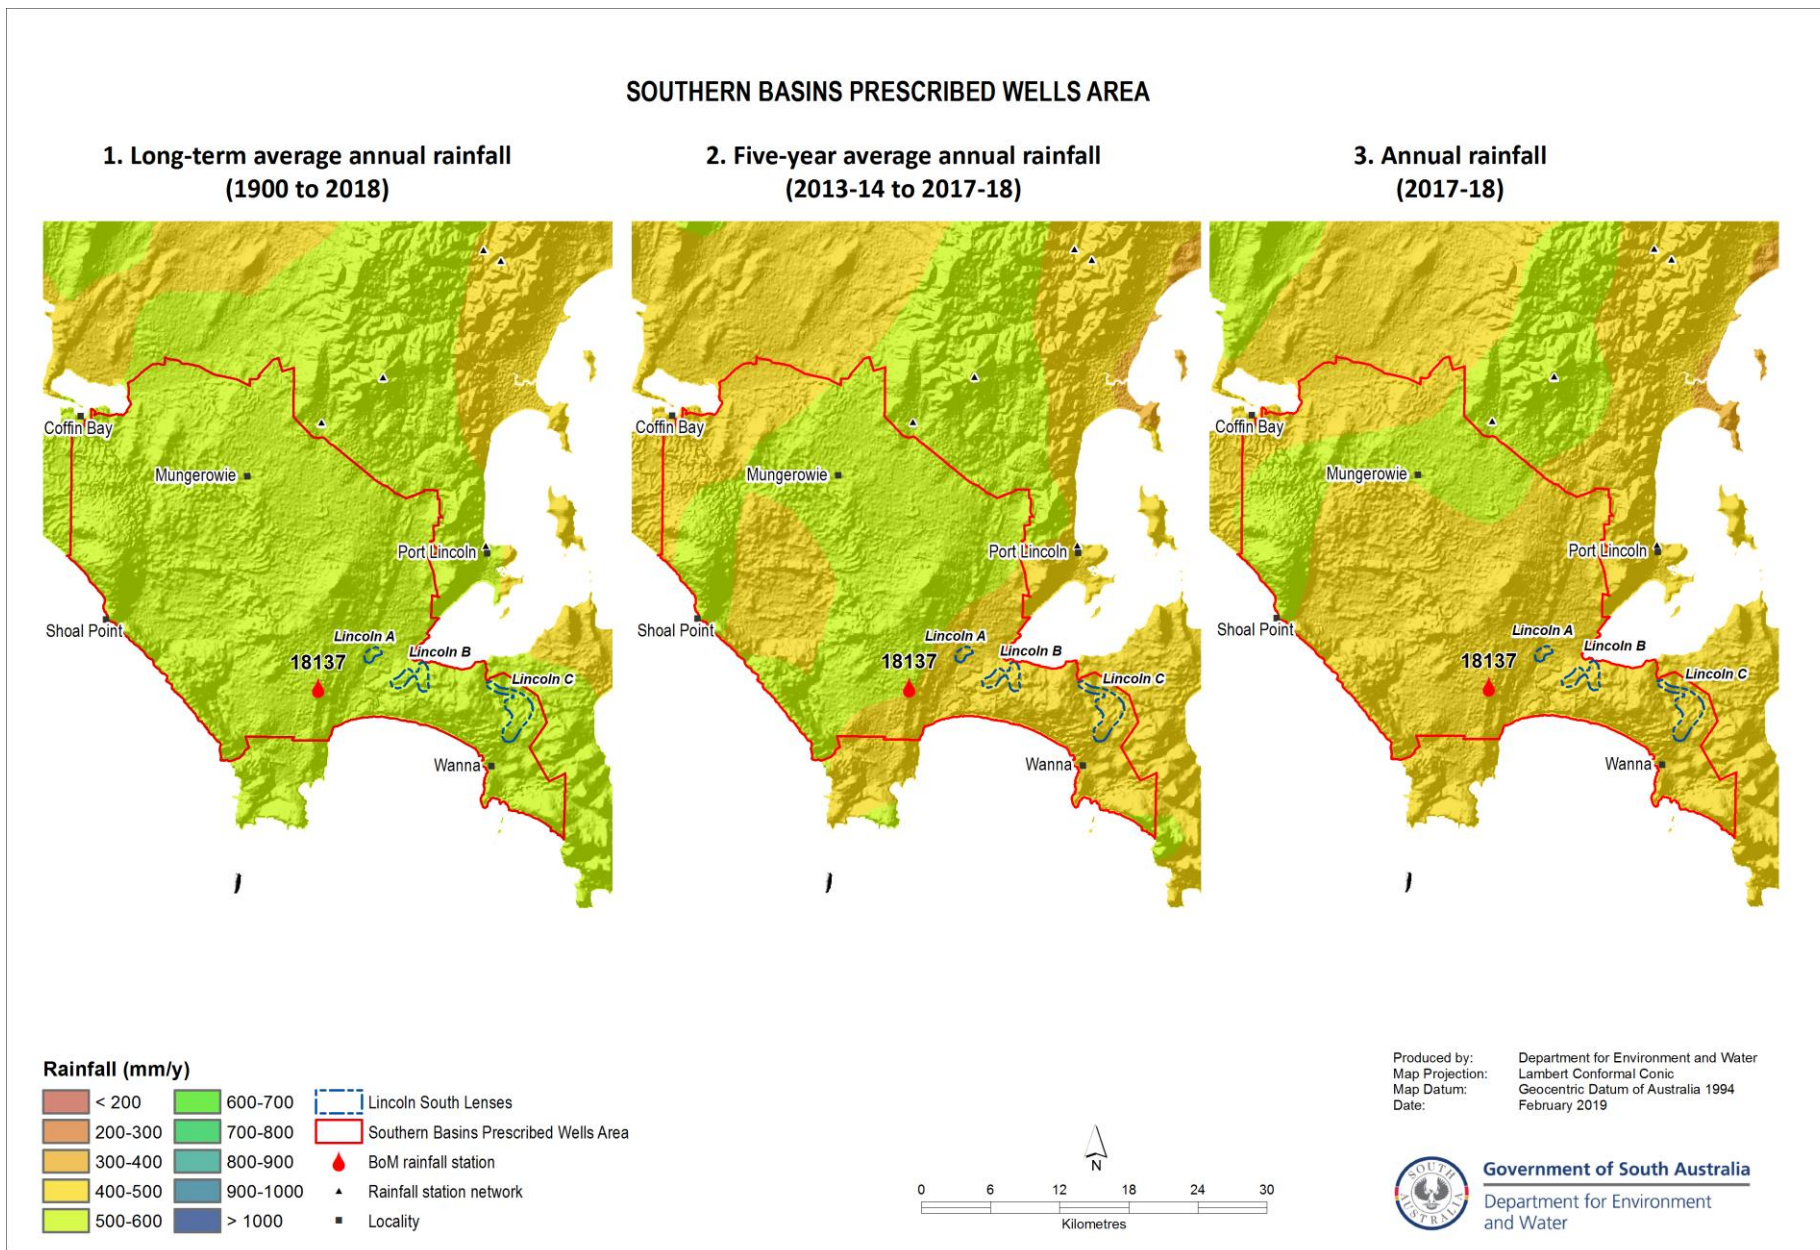 SOUTHERN BASINS PRESCRIBED WELLS AREA
1. Long-term average annual rainfall
(1900 to 2018)
2. Five-year average annual rainfall
(2013-14 to 2017-18)
3. Annual rainfall
(2017-18)
Coffin Bay
Mungerowie
Port Lincoln
Shoal Point
Lincoln A
Lincoln B
18137
Lincoln C
Wanna
Coffin Bay
Mungerowie
Port Lincoln
Shoal Point
Lincoln A
Lincoln B
18137
Lincoln C
Wanna
Coffin Bay
Mungerowie
Port Lincoln
Shoal Point
Lincoln A
Lincoln B
18137
Lincoln C
Wanna
Rainfall (mm/y)
< 200
200-300
300-400
400-500
500-600
600-700
700-800
800-900
900-1000
> 1000
Lincoln South Lenses
Southern Basins Prescribed Wells Area
BoM rainfall station
Rainfall station network
Locality
N
0 6 12 18 24 30
Kilometres
Produced by: Department for Environment and Water
Map Projection: Lambert Conformal Conic
Map Datum: Geocentric Datum of Australia 1994
Date: February 2019
SOUTH AUSTRALIA
Government of South Australia
Department for Environment
and Water